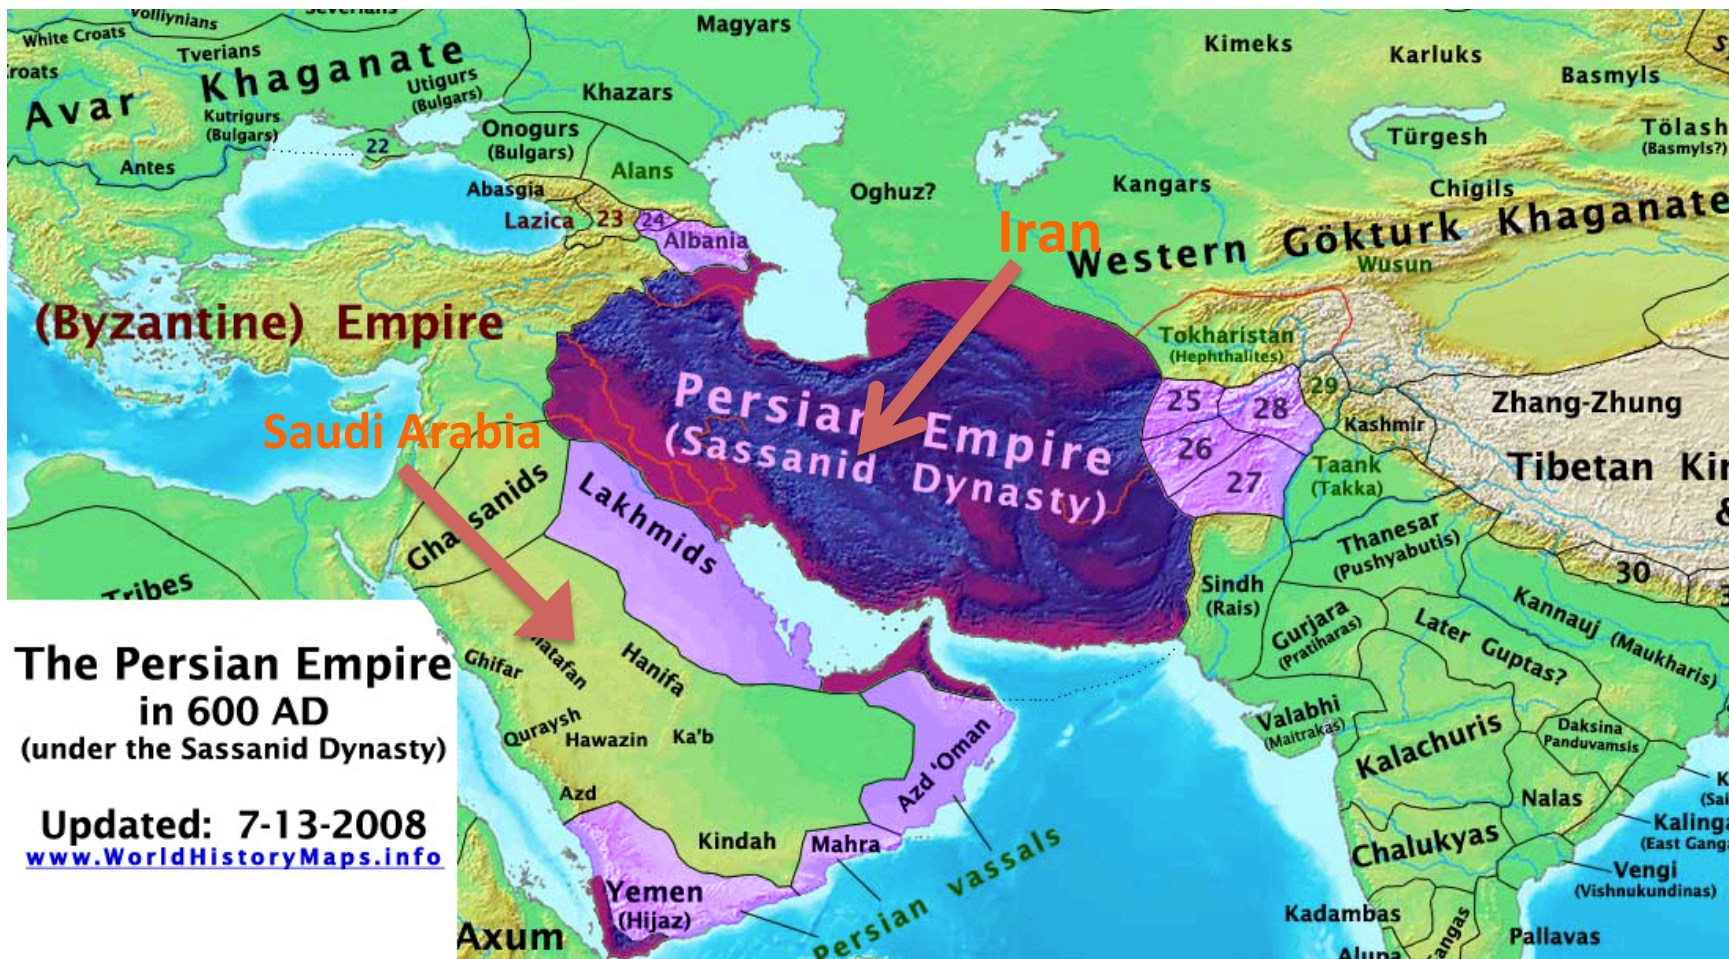 Volliynians
Severians
White Croats
Tverians
Khaganate
Avar
Utigurs
(Bulgars)
Kutrigurs
(Bulgars)
Antes
22
Magyars
Khazars
Onogurs
(Bulgars)
Alans
Abasgia
Lazica
23
24
Albania
Oghuz?
Kimeks
Karluks
Basmyls
Türgesh
Tölash
(Basmyls?)
Kangars
Chigils
Western Gökturk Khaganate
Wusun
Iran
(Byzantine) Empire
Saudi Arabia
Persian Empire
(Sassanid Dynasty)
Tokharistan
(Hephthalites)
25
28
29
26
27
Kashmir
Zhang-Zhung
Taank
(Takka)
Tibetan
&
Ghassanids
Lakhmids
Thanesar
(Pushyabutis)
30
Sindh
(Rais)
Gurjara
(Pratiharas)
Kannauj (Maukharis)
Later Guptas?
Tribes
Ghifar
Hanifa
Quraysh
Hawazin
Ka'b
Azd
Kindah
Mahra
Azd 'Oman
Yemen
(Hijaz)
Persian vassals
Axum
Valabhi
(Maitrakas)
Kalachuris
Daksina
Panduvamsis
Nalas
Kalinga
(East Ganga
Chalukyas
Vengi
(Vishnukundinas)
Kadambas
Pallavas
The Persian Empire
in 600 AD
(under the Sassanid Dynasty)
Updated: 7-13-2008
www.WorldHistoryMaps.info